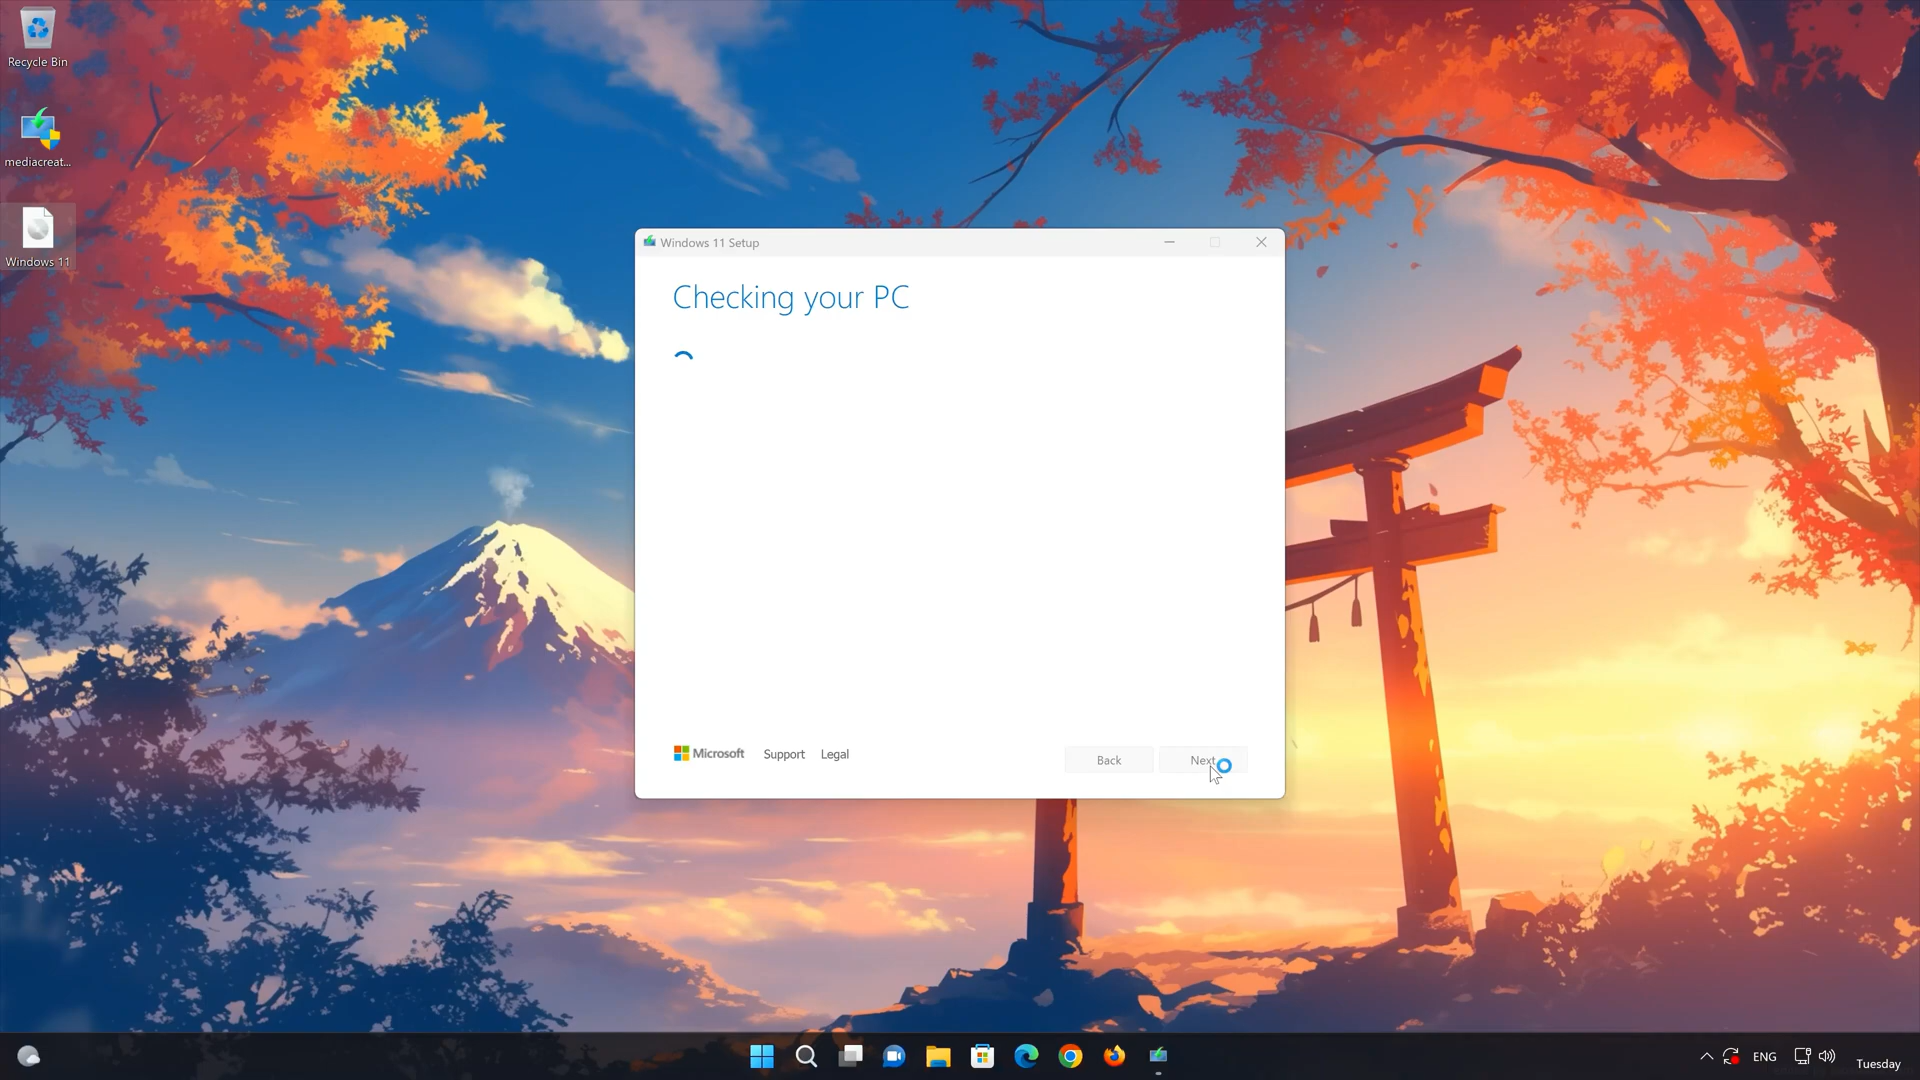 Recycle Bin
mediacreat...
Windows 11
Windows 11 Setup
Checking your PC
Microsoft
Support
Legal
Back
Next
ENG
Tuesday